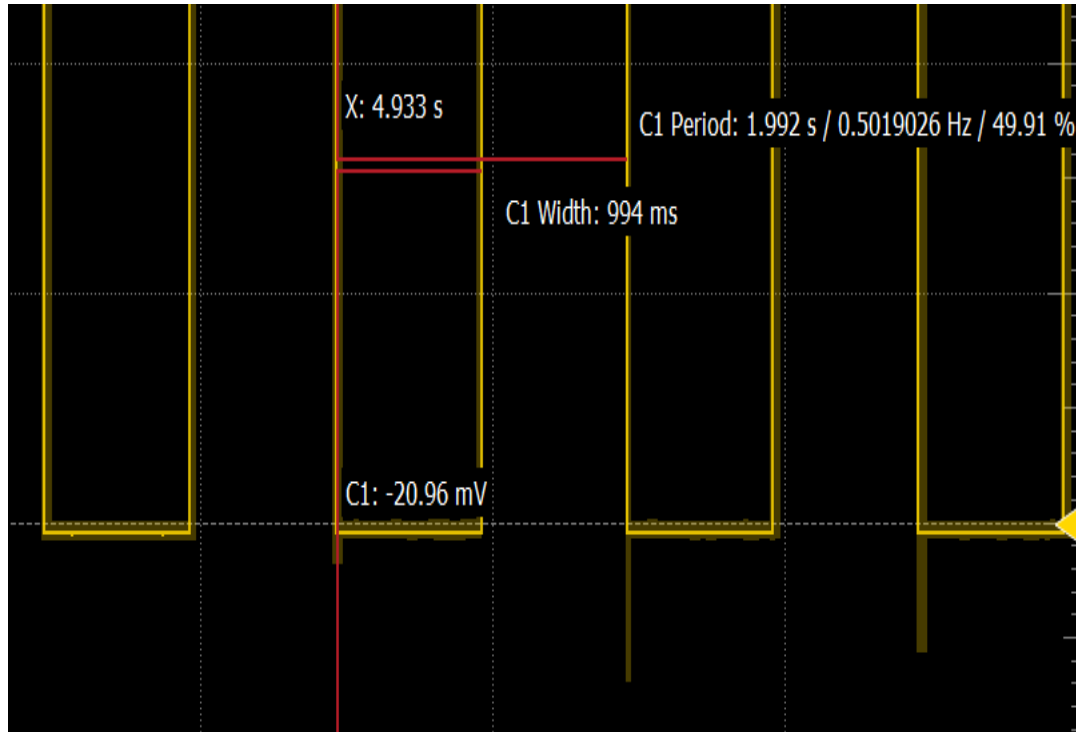 X: 4.933 s
C1 Period: 1.992 s / 0.5019026 Hz / 49.91 %
C1 Width: 994 ms
C1: -20.96 mV